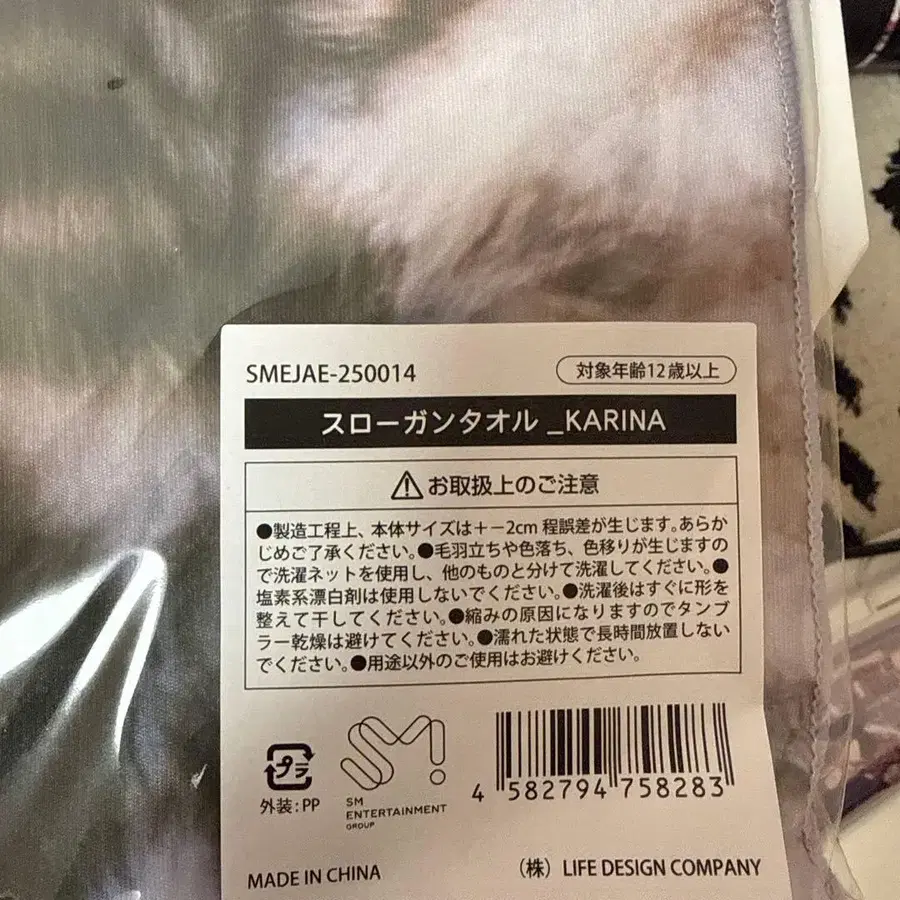 SMEJAE-250014
対象年齢12歳以上
スローガンタオル _KARINA
⚠お取扱上のご注意
●製造工程上、本体サイズは＋−2cm 程誤差が生じます。あらか
じめご了承ください。●毛羽立ちや色落ち、色移りが生じますの
で洗濯ネットを使用し、他のものと分けて洗濯してください。●
塩素系漂白剤は使用しないでください。●洗濯後はすぐに形を
整えて干してください。●縮みの原因になりますのでタンブ
ラー乾燥は避けてください。●濡れた状態で長時間放置しない
でください。●用途以外のご使用はお避けください。
プラ
外装：PP
SM
SM
ENTERTAINMENT
GROUP
4 582794 758283
MADE IN CHINA
（株） LIFE DESIGN COMPANY